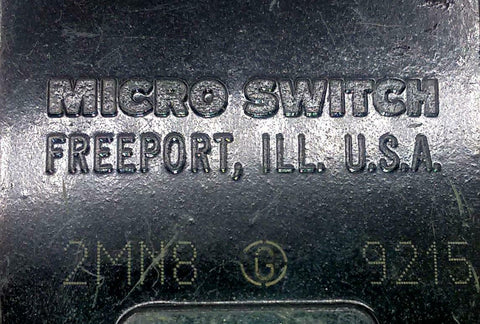 MICRO SWITCH
FREEPORT, ILL. U.S.A.
2MN8 G 9215